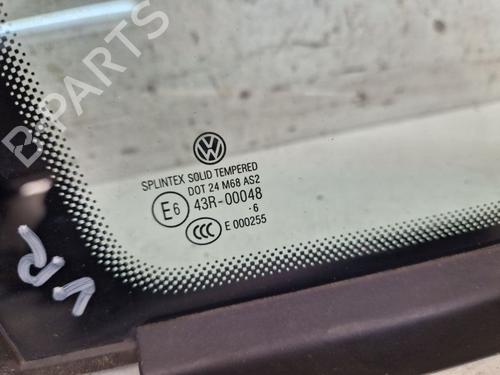 B-PARTS
SPLINTEX SOLID TEMPERED
DOT 24 M68 AS2
E6 43R-00048
.6
CCC E 000255